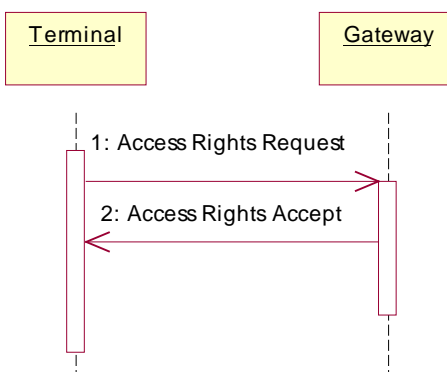 Terminal
Gateway
1: Access Rights Request
2: Access Rights Accept